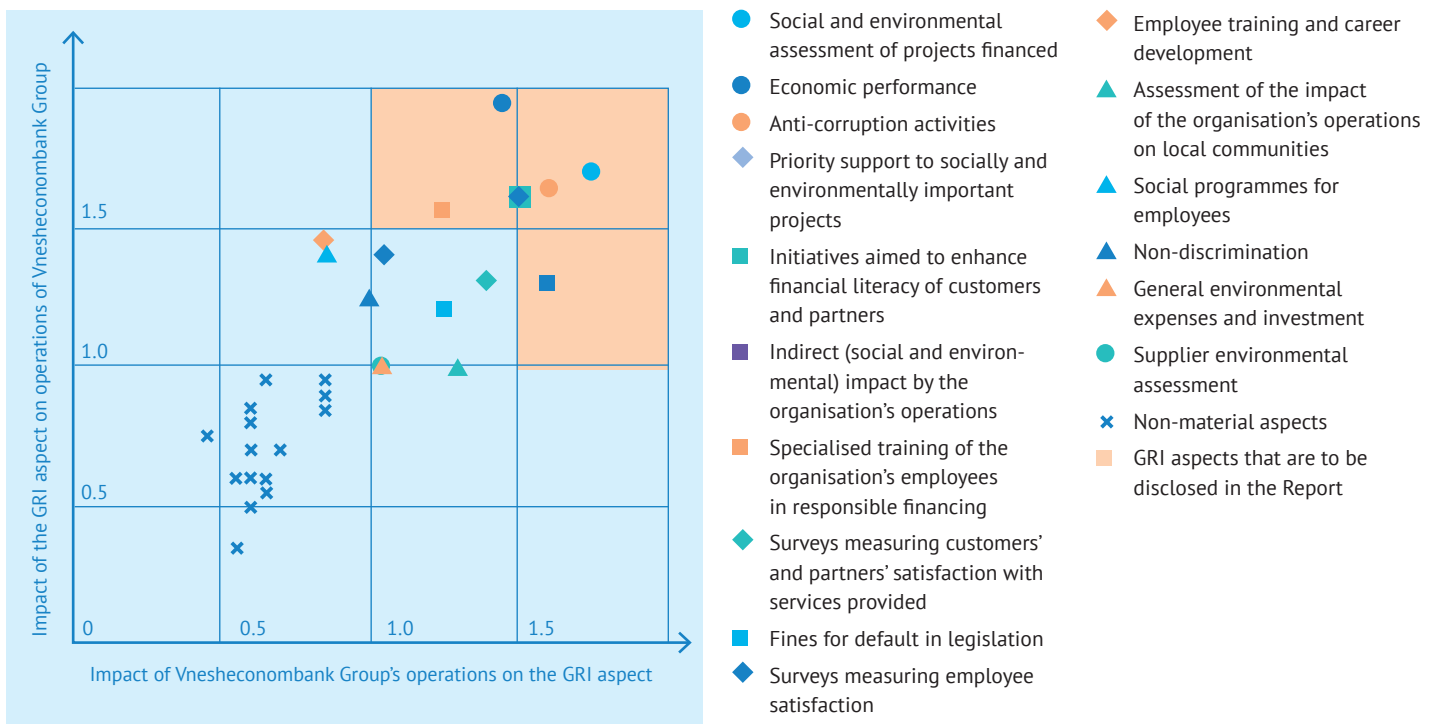 Impact of the GRI aspect on operations of Vnesheconombank Group
1.5
1.0
0.5
0
0.5
1.0
1.5
Impact of Vnesheconombank Group's operations on the GRI aspect
Social and environmental
assessment of projects financed
Economic performance
Anti-corruption activities
Priority support to socially and
environmentally important
projects
Initiatives aimed to enhance
financial literacy of customers
and partners
Indirect (social and environ-
mental) impact by the
organisation's operations
Specialised training of the
organisation's employees
in responsible financing
Surveys measuring customers'
and partners' satisfaction with
services provided
Fines for default in legislation
Surveys measuring employee
satisfaction
Employee training and career
development
Assessment of the impact
of the organisation's operations
on local communities
Social programmes for
employees
Non-discrimination
General environmental
expenses and investment
Supplier environmental
assessment
Non-material aspects
GRI aspects that are to be
disclosed in the Report